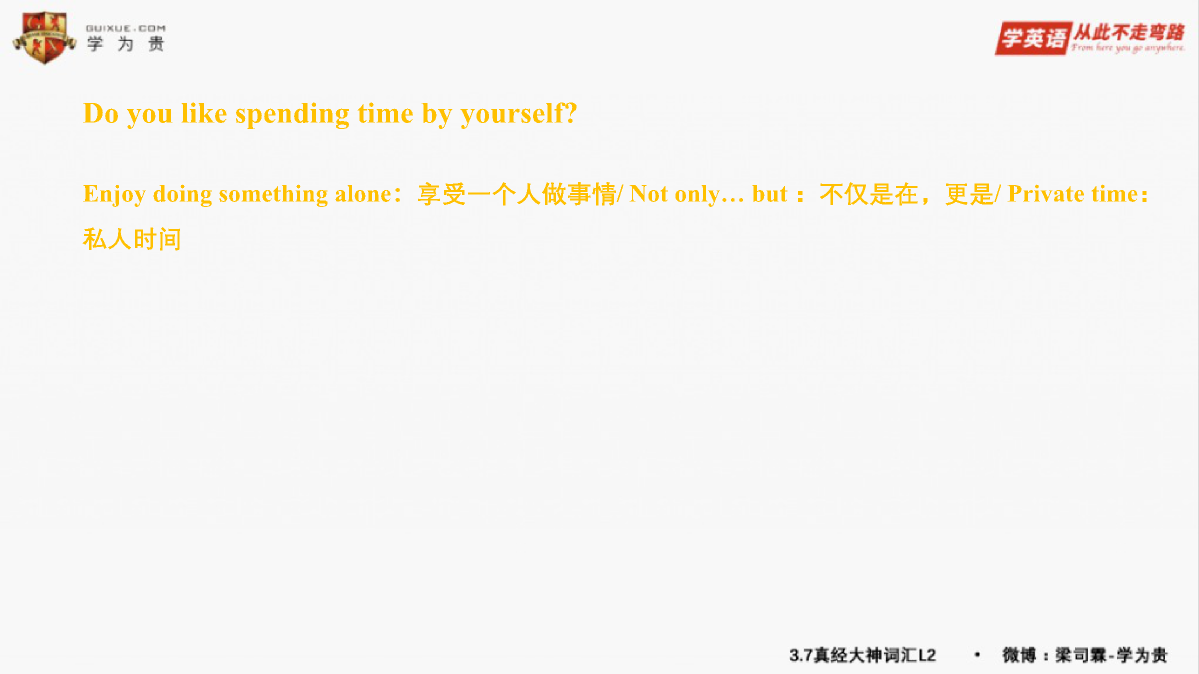 GUIXUE.COM
学为贵
学英语 从此不走弯路
From here you go anywhere.
Do you like spending time by yourself?
Enjoy doing something alone：享受一个人做事情/ Not only… but ：不仅是在，更是/ Private time：
私人时间
3.7真经大神词汇L2 • 微博：梁司霖-学为贵